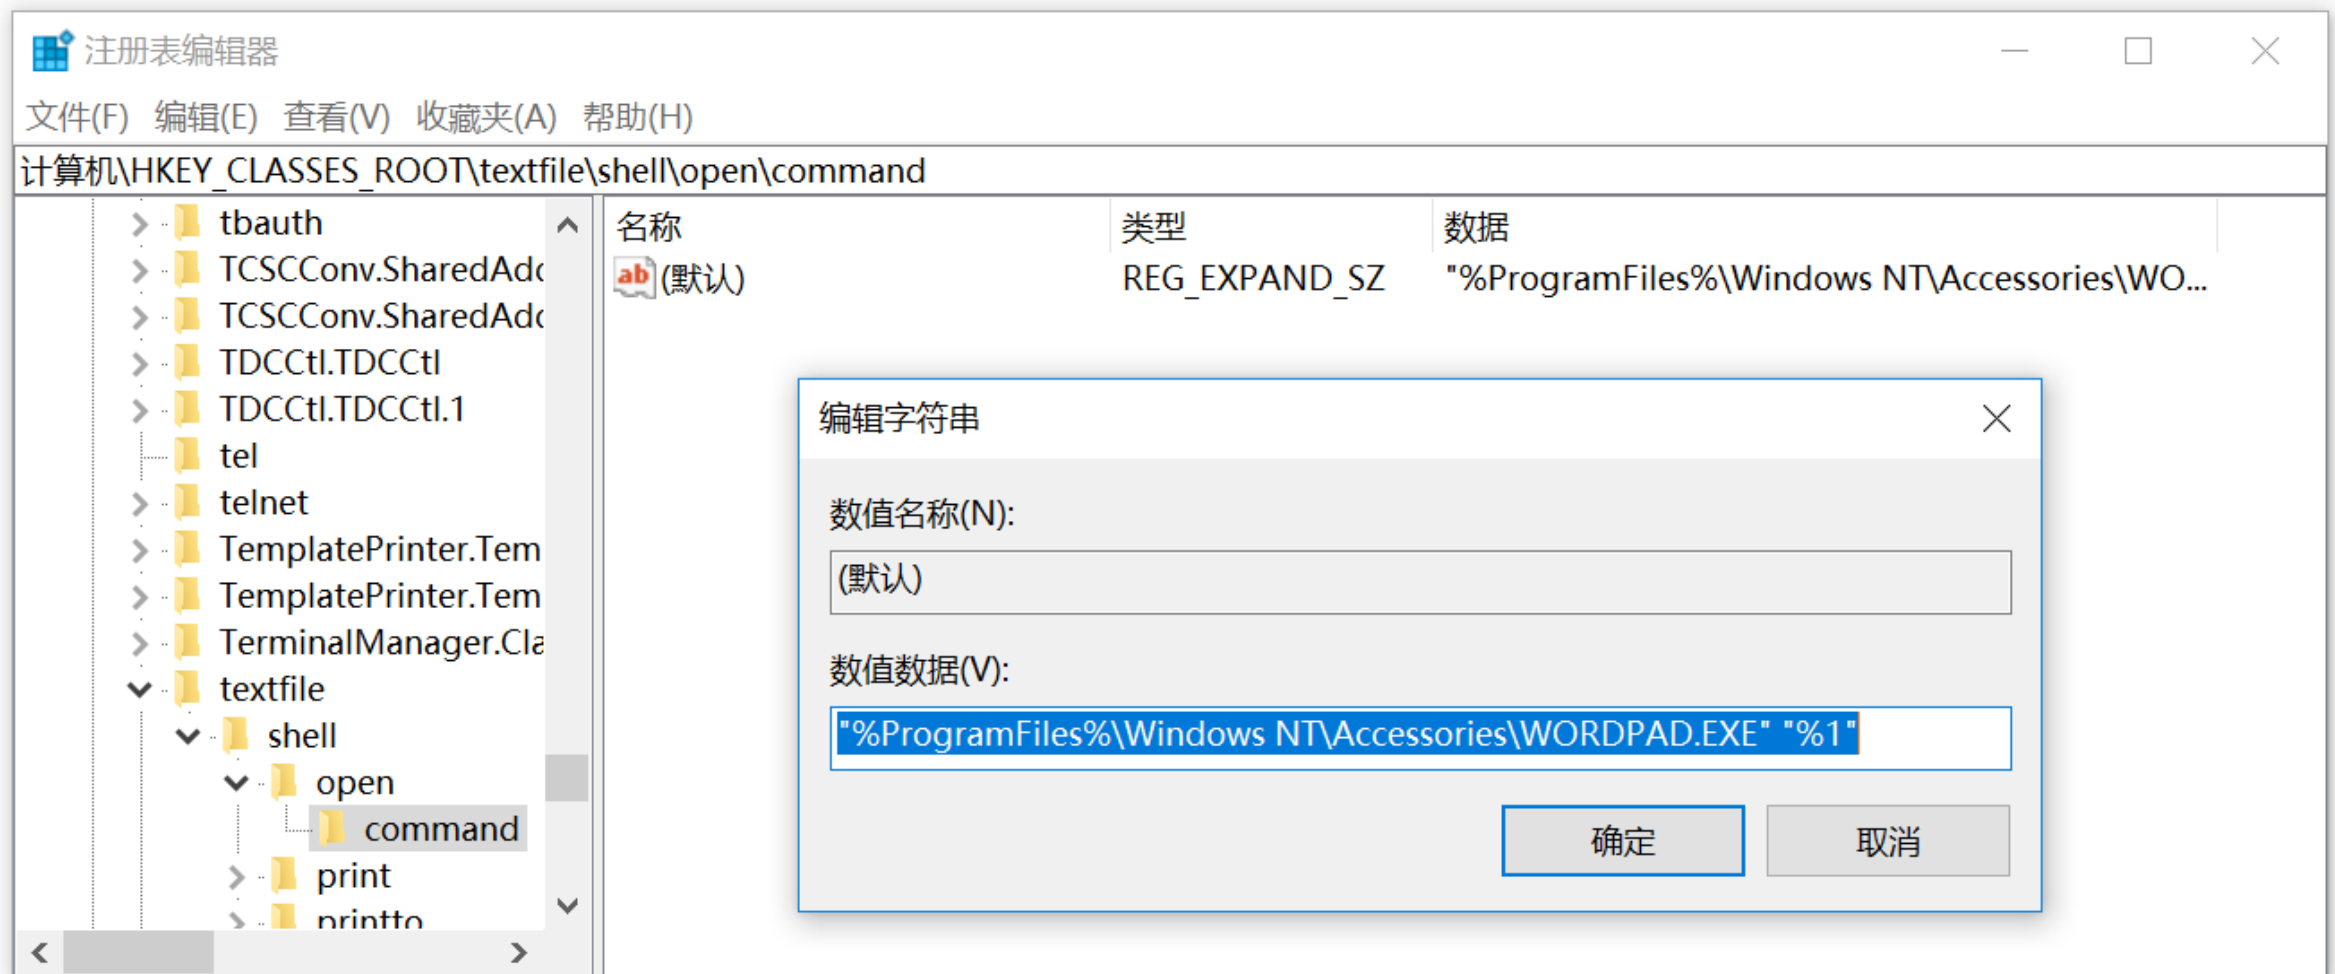 注册表编辑器
文件(F) 编辑(E) 查看(V) 收藏夹(A) 帮助(H)
计算机\HKEY_CLASSES_ROOT\textfile\shell\open\command
tbauth
TCSCConv.SharedAdd
TCSCConv.SharedAdd
TDCCtl.TDCCtl
TDCCtl.TDCCtl.1
tel
telnet
TemplatePrinter.Tem
TemplatePrinter.Tem
TerminalManager.Cla
textfile
shell
open
command
print
printto
名称 类型 数据
ab (默认) REG_EXPAND_SZ "%ProgramFiles%\Windows NT\Accessories\WO...
编辑字符串
数值名称(N):
(默认)
数值数据(V):
"%ProgramFiles%\Windows NT\Accessories\WORDPAD.EXE" "%1"
确定 取消